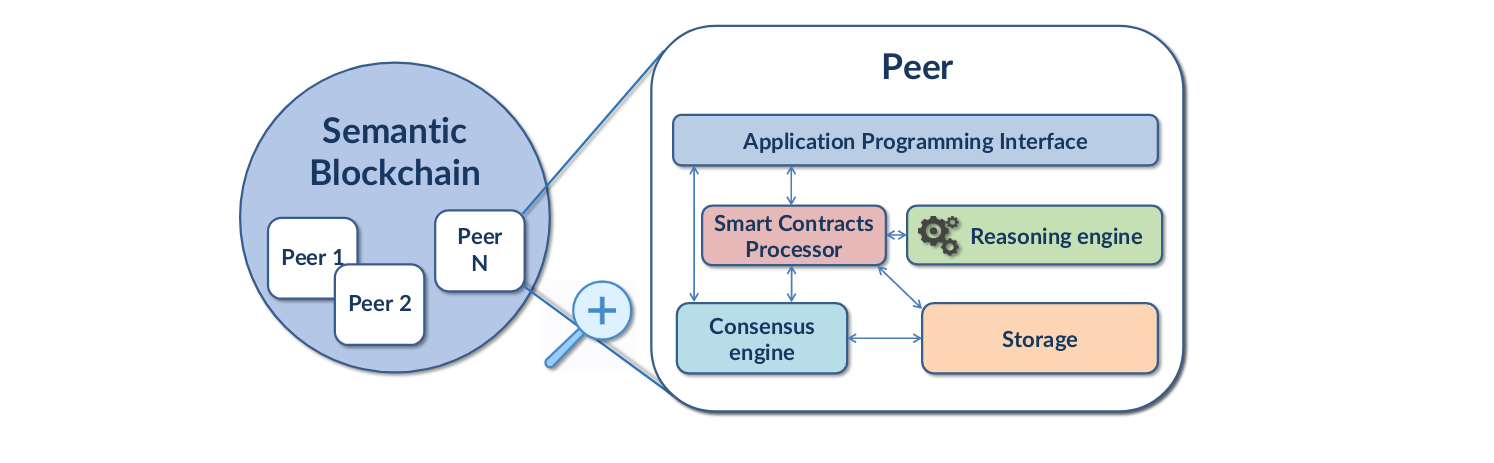 Semantic
Blockchain
Peer 1
Peer 2
Peer
N
Peer
Application Programming Interface
Smart Contracts
Processor
Reasoning engine
Consensus
engine
Storage